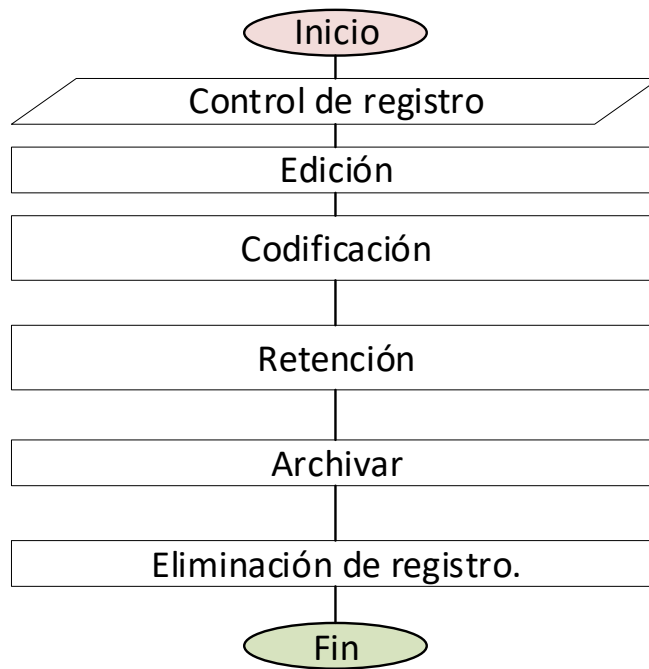 Inicio
Control de registro
Edición
Codificación
Retención
Archivar
Eliminación de registro.
Fin